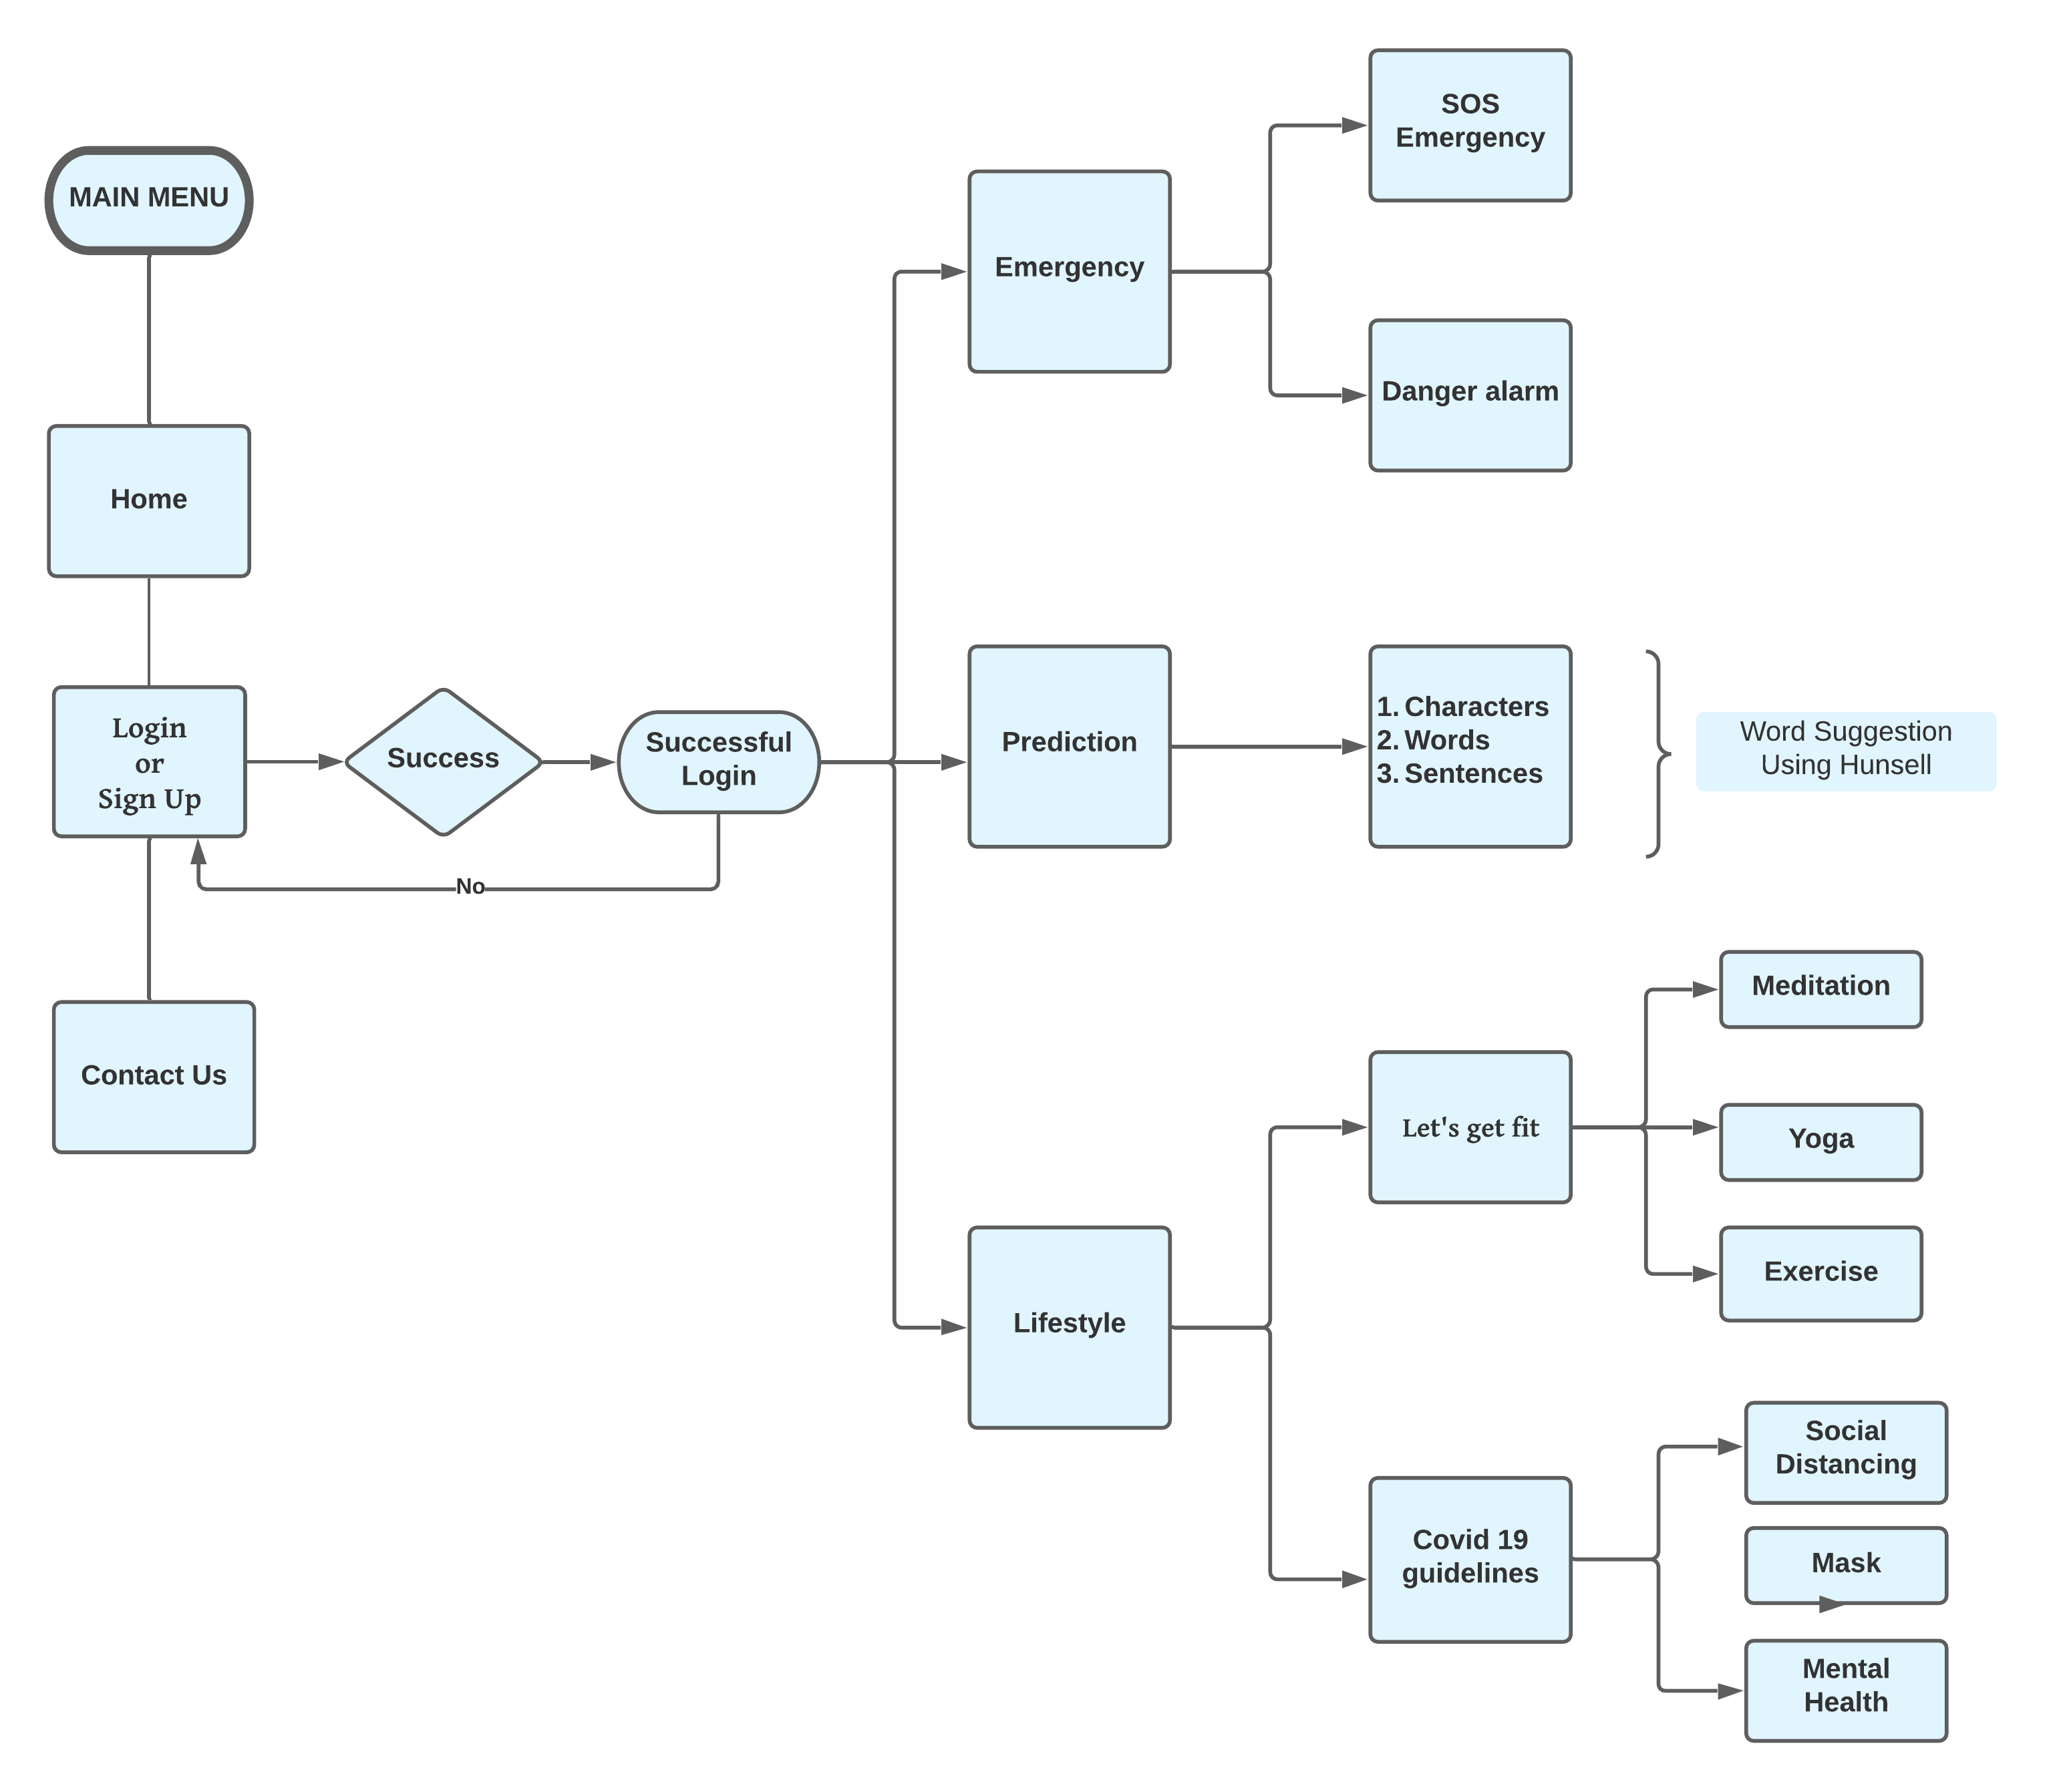 MAIN MENU
Home
Login
or
Sign Up
Contact Us
Success
Successful
Login
No
Emergency
SOS
Emergency
Danger alarm
Prediction
1. Characters
2. Words
3. Sentences
Word Suggestion
Using Hunsell
Lifestyle
Let's get fit
Meditation
Yoga
Exercise
Covid 19
guidelines
Social
Distancing
Mask
Mental
Health